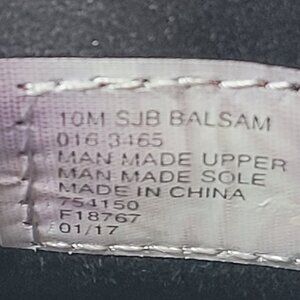 10M SJB BALSAM
016 3465
MAN MADE UPPER
MAN MADE SOLE
MADE IN CHINA
754150
F18767
01/17